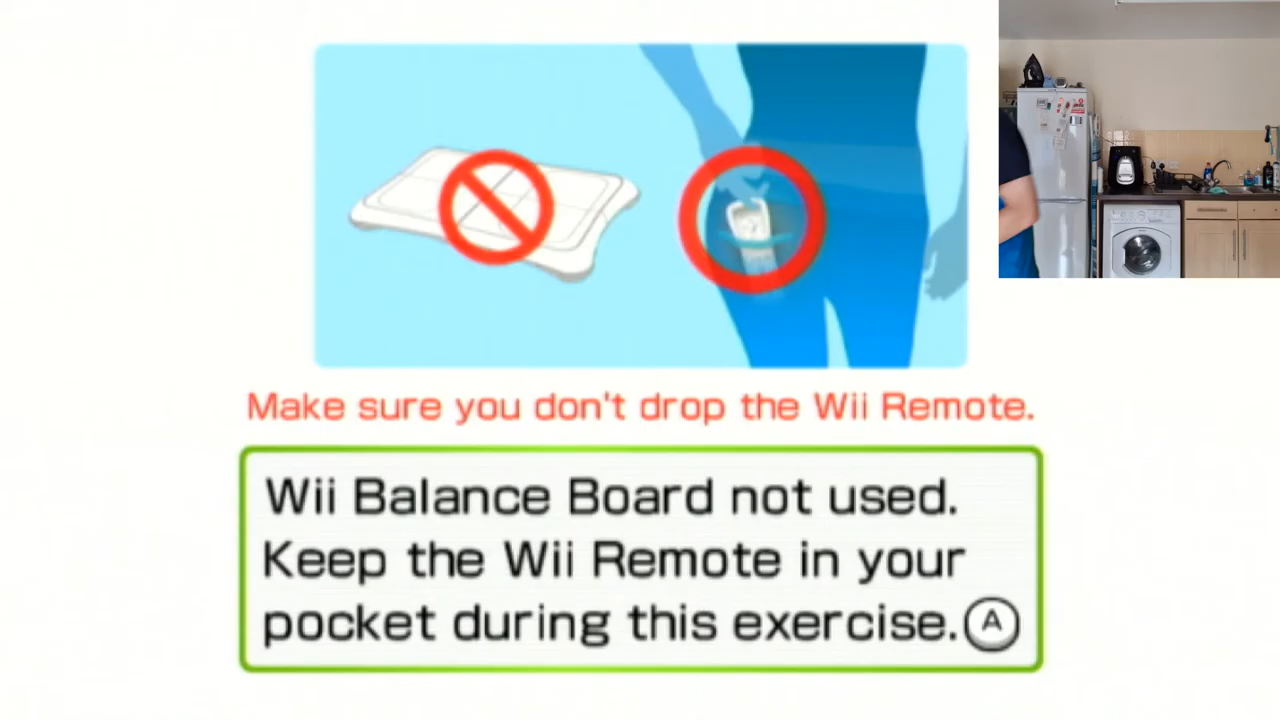 Make sure you don't drop the Wii Remote.
Wii Balance Board not used.
Keep the Wii Remote in your
pocket during this exercise. A